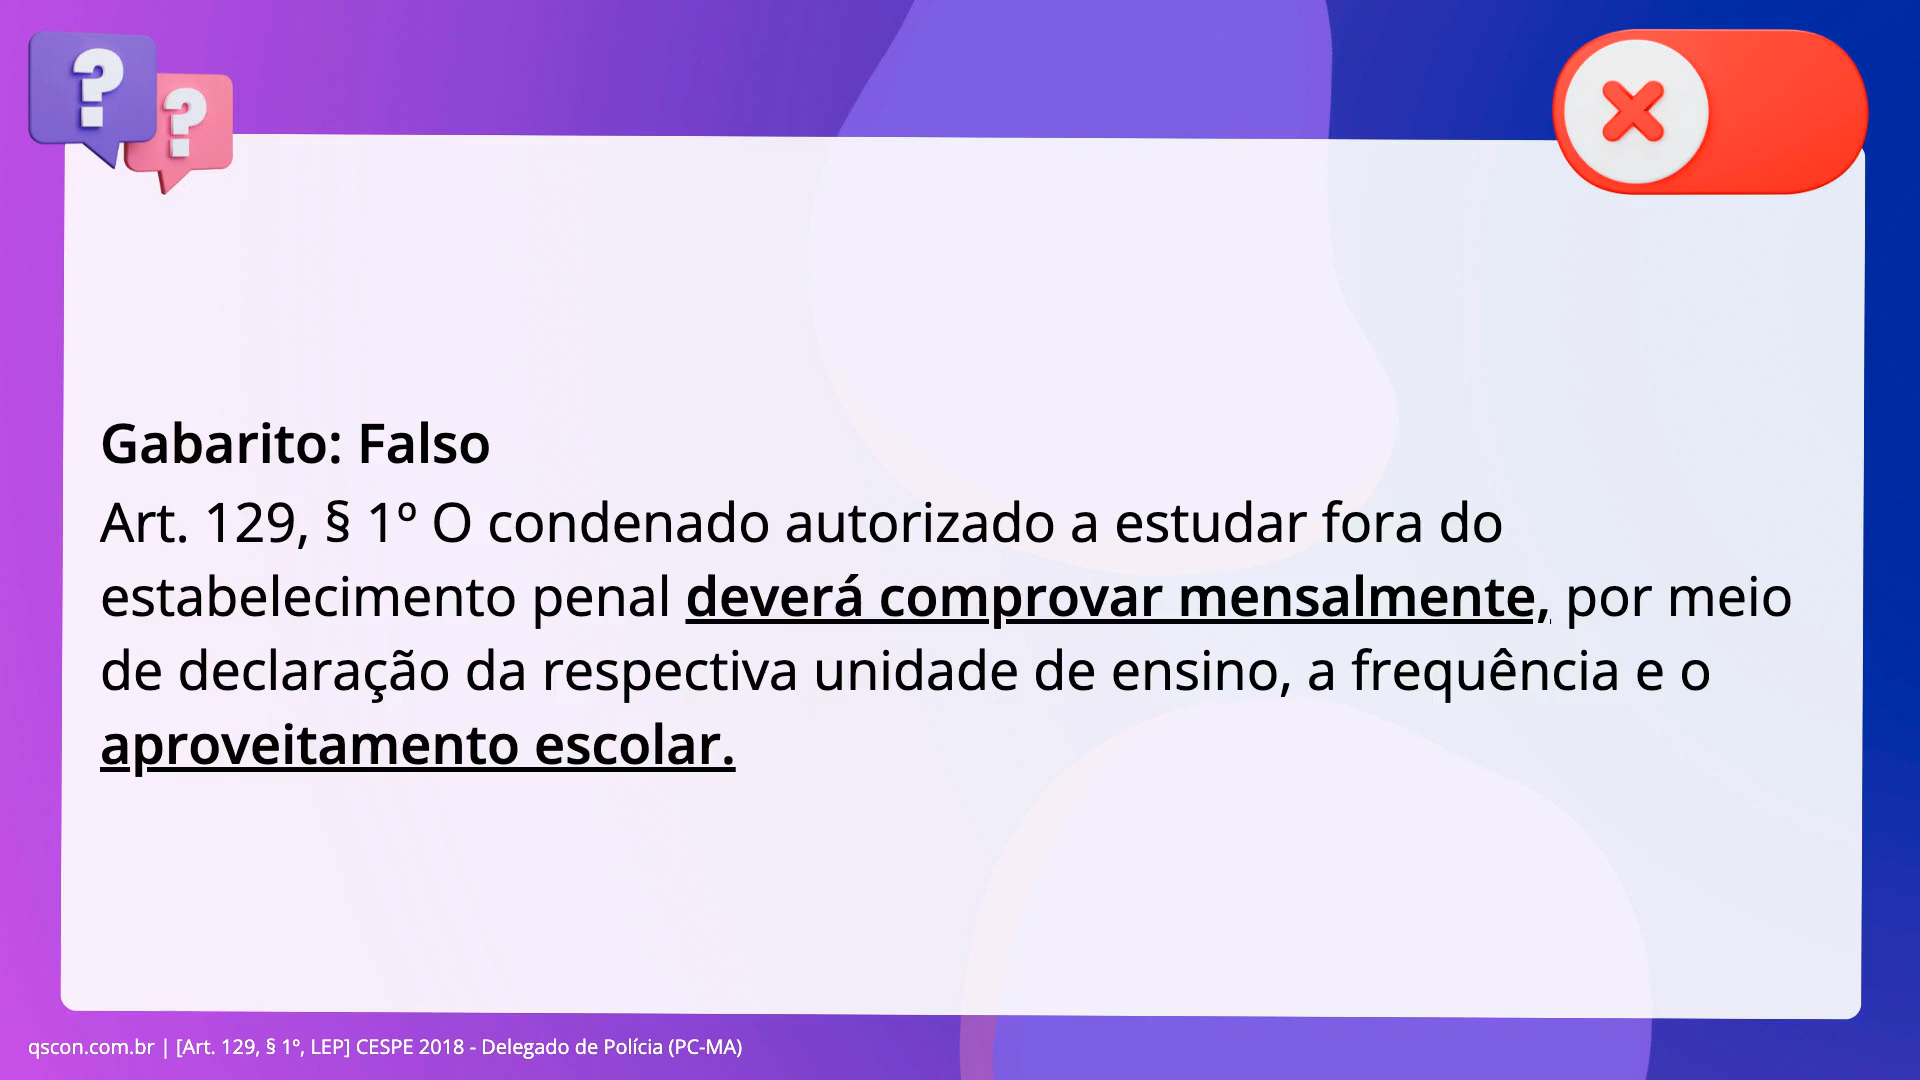 ?
?
Gabarito: Falso
Art. 129, § 1º O condenado autorizado a estudar fora do
estabelecimento penal deverá comprovar mensalmente, por meio
de declaração da respectiva unidade de ensino, a frequência e o
aproveitamento escolar.
qscon.com.br | [Art. 129, § 1º, LEP] CESPE 2018 - Delegado de Polícia (PC-MA)